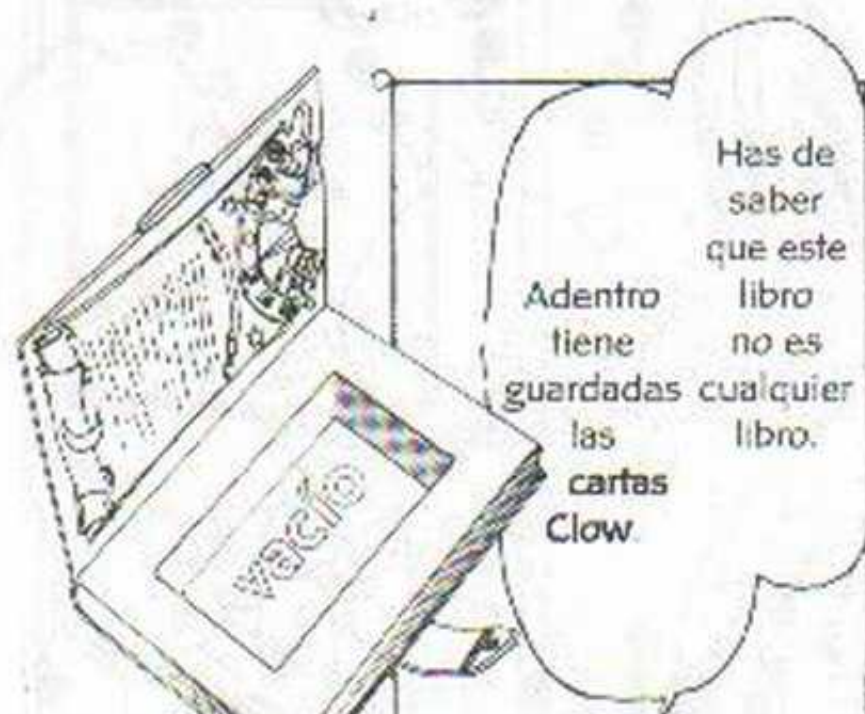 Has de
saber
que este
libro
no es
cualquier
libro.
Adentro
tiene
guardadas
las
cartas
Clow.
vacío